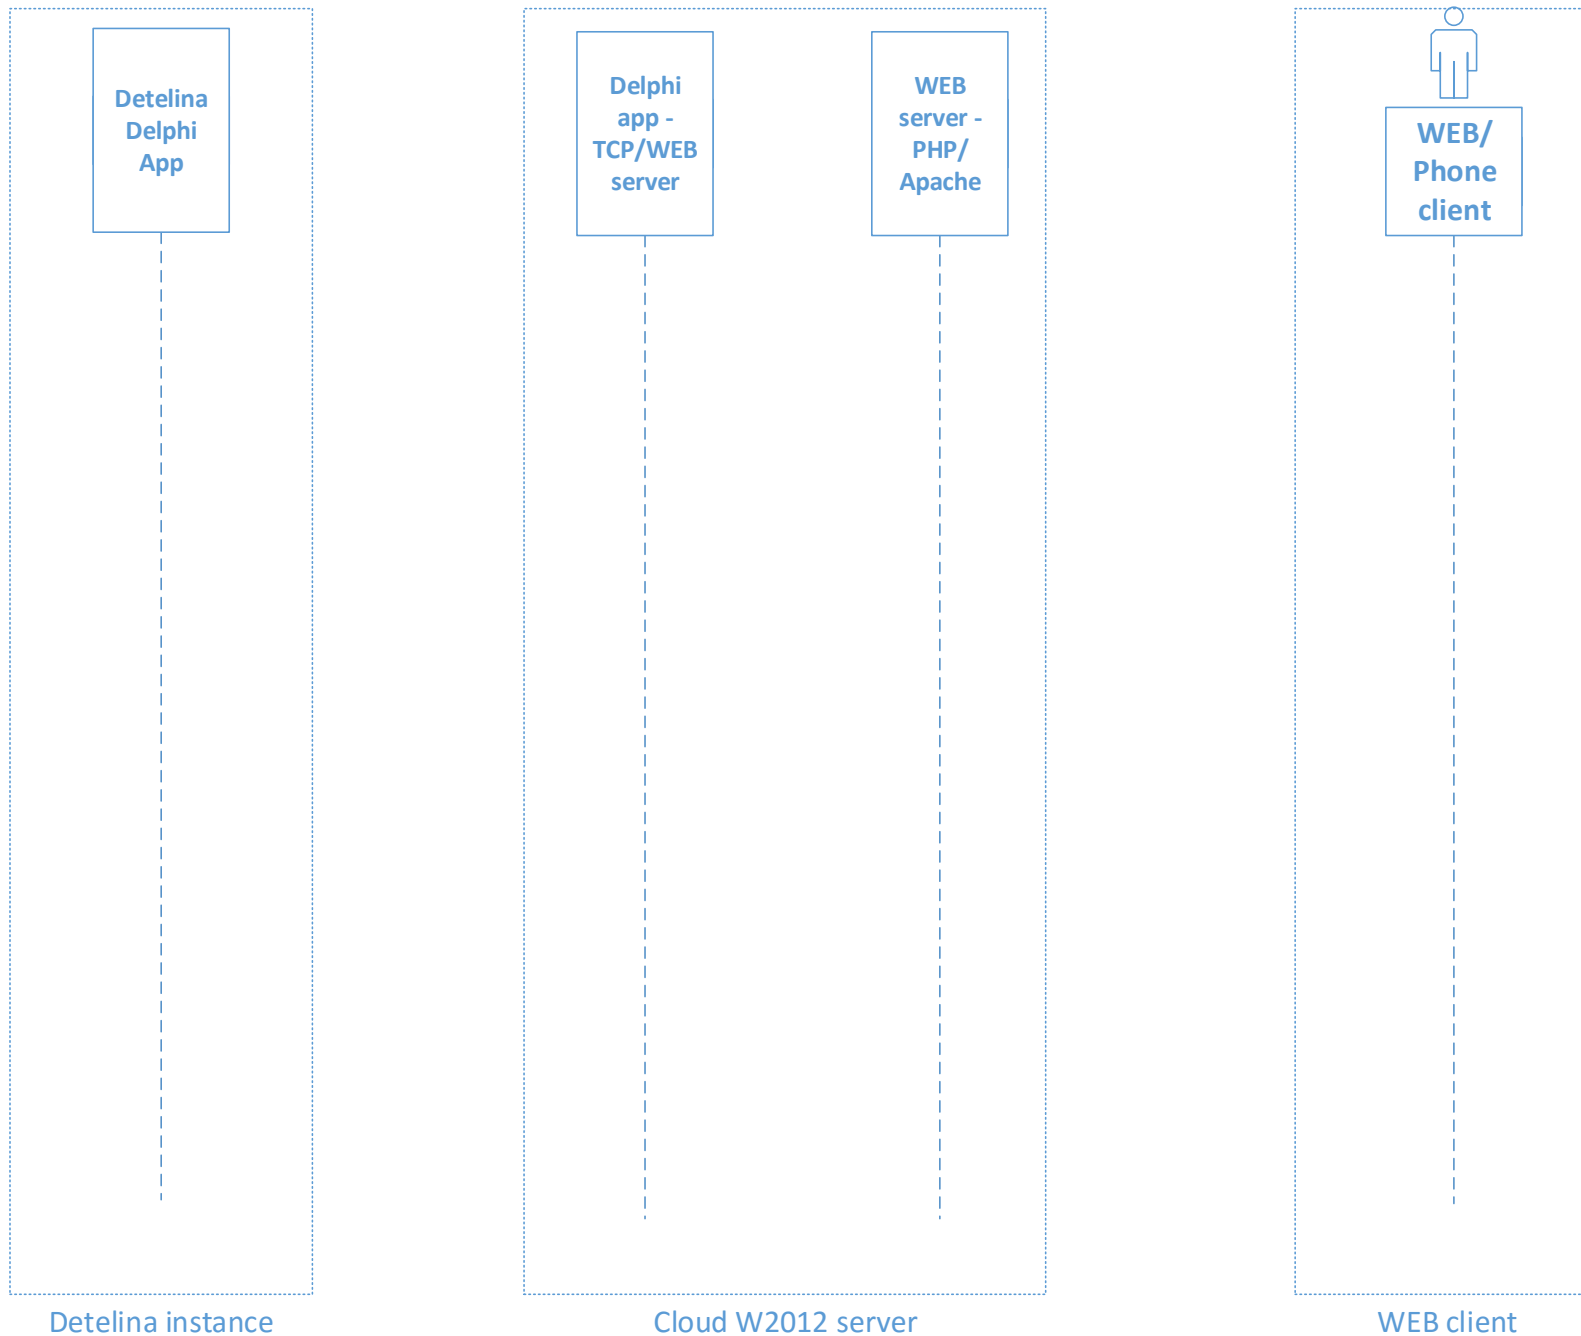 Detelina
Delphi
App
Delphi
app -
TCP/WEB
server
WEB
server -
PHP/
Apache
WEB/
Phone
client
Detelina instance
Cloud W2012 server
WEB client